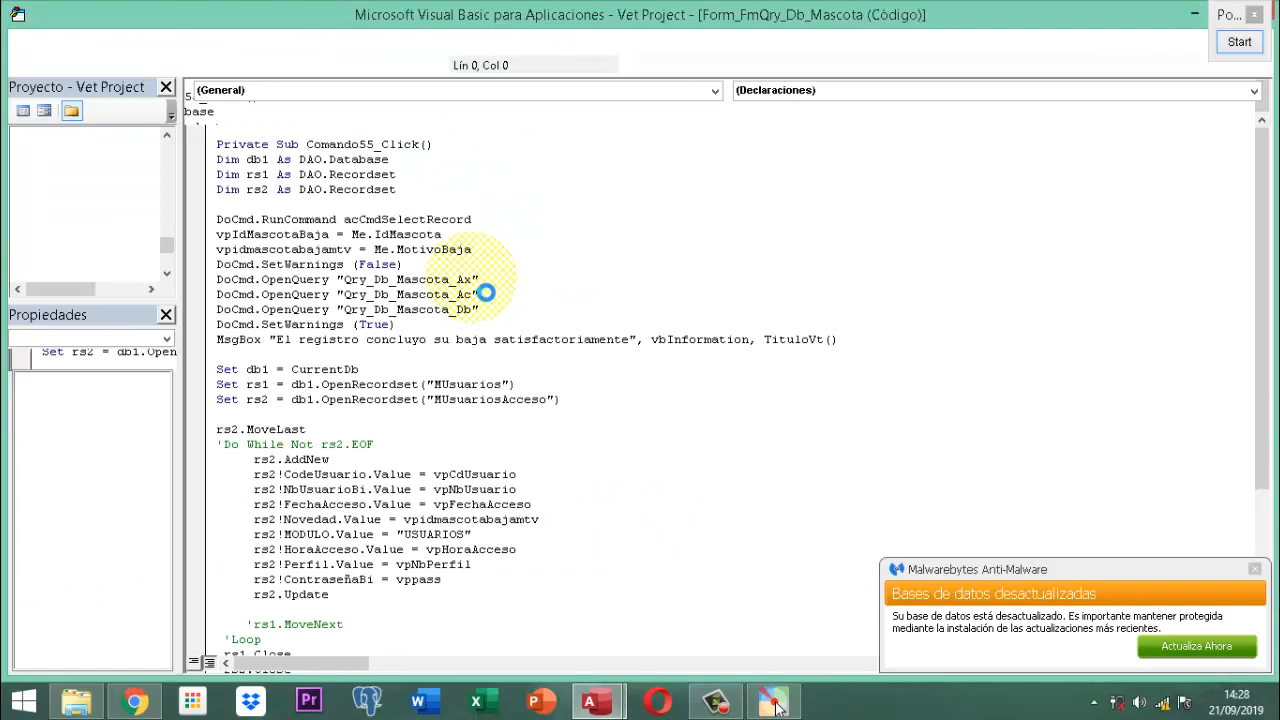 Microsoft Visual Basic para Aplicaciones - Vet Project - [Form_FmQry_Db_Mascota (Código)]
Po...
Start
Lín 0, Col 0
Proyecto - Vet Project
(General)
(Declaraciones)
base
Private Sub Comando55_Click()
Dim db1 As DAO.Database
Dim rs1 As DAO.Recordset
Dim rs2 As DAO.Recordset
DoCmd.RunCommand acCmdSelectRecord
vpIdMascotaBaja = Me.IdMascota
vpidmascotabajamtv = Me.MotivoBaja
DoCmd.SetWarnings (False)
DoCmd.OpenQuery "Qry_Db_Mascota_Ax"
DoCmd.OpenQuery "Qry_Db_Mascota_Ac"
DoCmd.OpenQuery "Qry_Db_Mascota_Db"
DoCmd.SetWarnings (True)
MsgBox "El registro concluyo su baja satisfactoriamente", vbInformation, TituloVt()
Set db1 = CurrentDb
Set rs1 = db1.OpenRecordset("MUsuarios")
Set rs2 = db1.OpenRecordset("MUsuariosAcceso")
rs2.MoveLast
'Do While Not rs2.EOF
rs2.AddNew
rs2!CodeUsuario.Value = vpCdUsuario
rs2!NbUsuarioBi.Value = vpNbUsuario
rs2!FechaAcceso.Value = vpFechaAcceso
rs2!Novedad.Value = vpidmascotabajamtv
rs2!MODULO.Value = "USUARIOS"
rs2!HoraAcceso.Value = vpHoraAcceso
rs2!Perfil.Value = vpNbPerfil
rs2!ContraseñaBi = vppass
rs2.Update
'rs1.MoveNext
'Loop
rs1.Close
Propiedades
Set rs2 = db1.Open
Malwarebytes Anti-Malware
Bases de datos desactualizadas
Su base de datos está desactualizado. Es importante mantener protegida
mediante la instalación de las actualizaciones más recientes.
Actualiza Ahora
14:28
21/09/2019